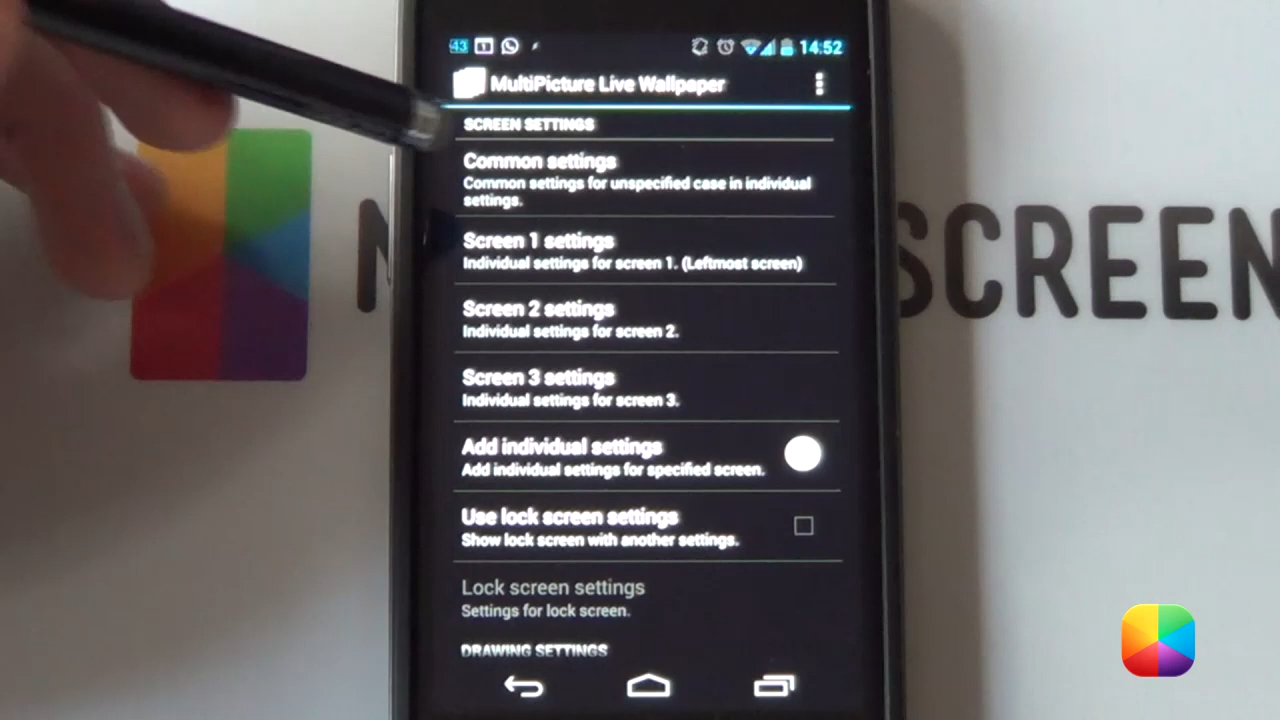 43 14:52
MultiPicture Live Wallpaper
SCREEN SETTINGS
Common settings
Common settings for unspecified case in individual
settings.
Screen 1 settings
Individual settings for screen 1. (Leftmost screen)
Screen 2 settings
Individual settings for screen 2.
Screen 3 settings
Individual settings for screen 3.
Add individual settings
Add individual settings for specified screen.
Use lock screen settings
Show lock screen with another settings.
Lock screen settings
Settings for lock screen.
DRAWING SETTINGS
SCREEN